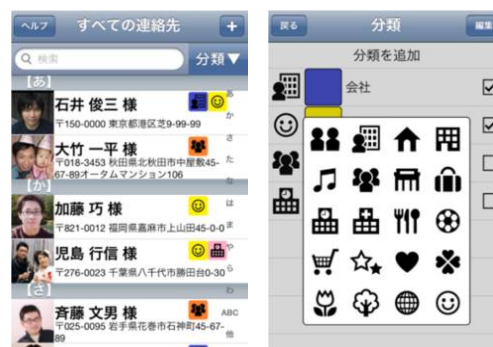 ヘルプ すべての連絡先 +
検索 分類▼
【あ】
石井 俊三 様
〒150-0000 東京都港区芝9-99-99
大竹 一平 様
〒018-3453 秋田県北秋田市中屋敷45-
67-89オータムマンション106
【か】
加藤 巧 様
〒821-0012 福岡県嘉麻市上山田45-0-0
児島 行信 様
〒276-0023 千葉県八千代市勝田台0-30
【さ】
斉藤 文男 様
〒025-0095 岩手県花巻市石神町45-67-
89
あ
か
さ
た
な
は
ま
や
ら
わ
ABC
他
戻る 分類 編集
分類を追加
会社